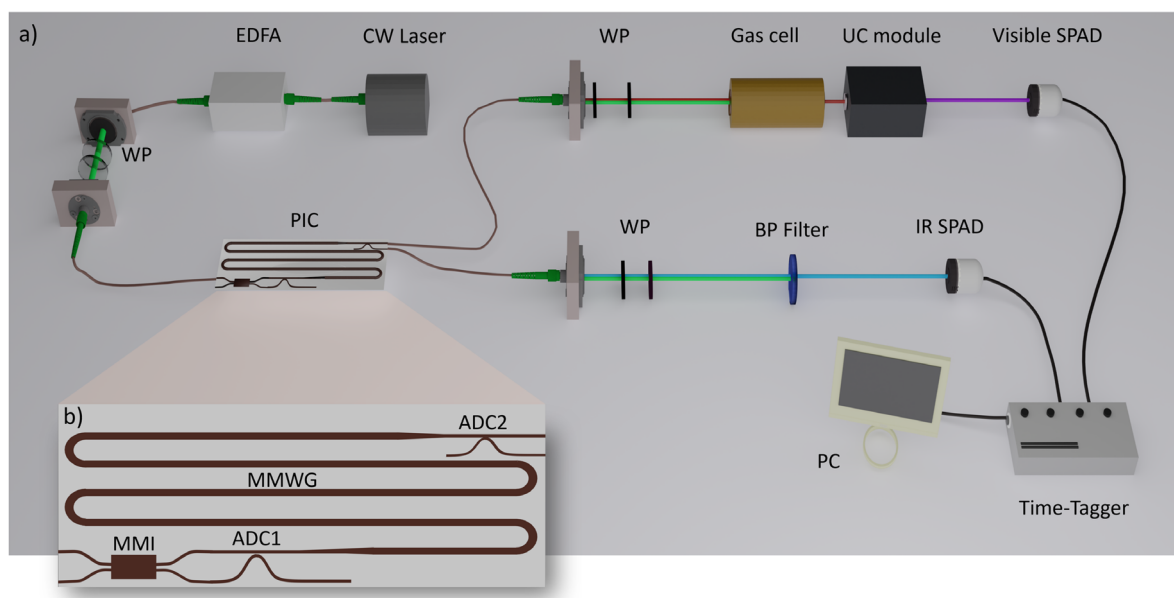 a)
EDFA
CW Laser
WP
Gas cell
UC module
Visible SPAD
WP
PIC
WP
BP Filter
IR SPAD
b)
ADC2
MMWG
MMI
ADC1
PC
Time-Tagger